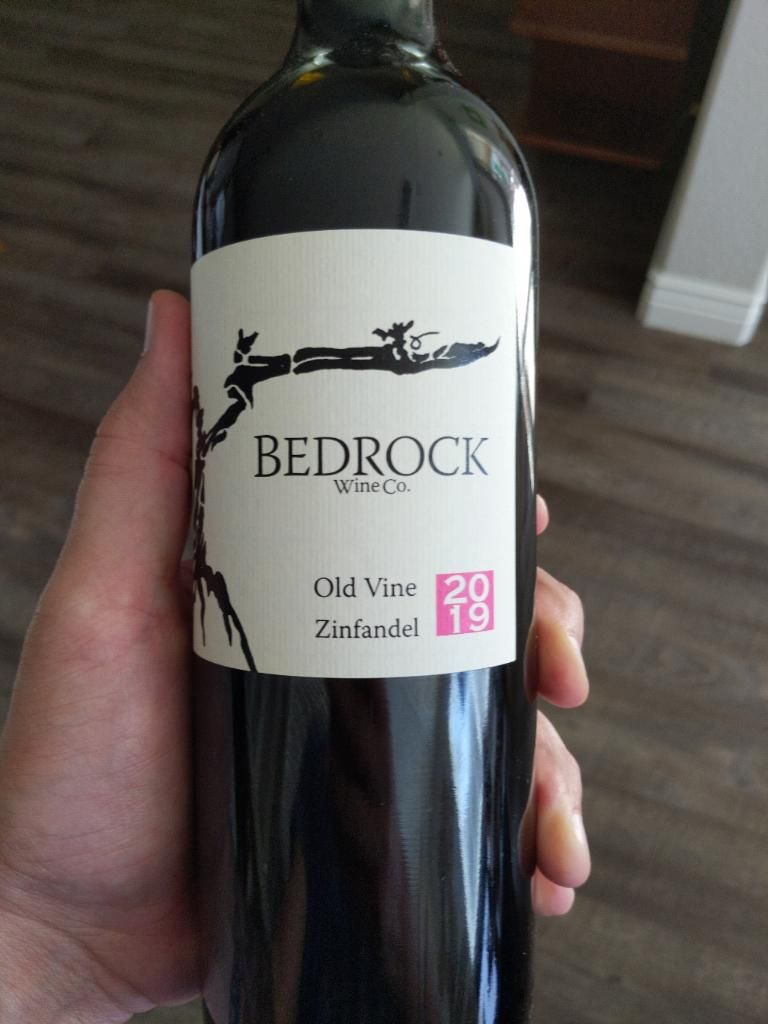 BEDROCK
Wine Co.
Old Vine
Zinfandel
20
19